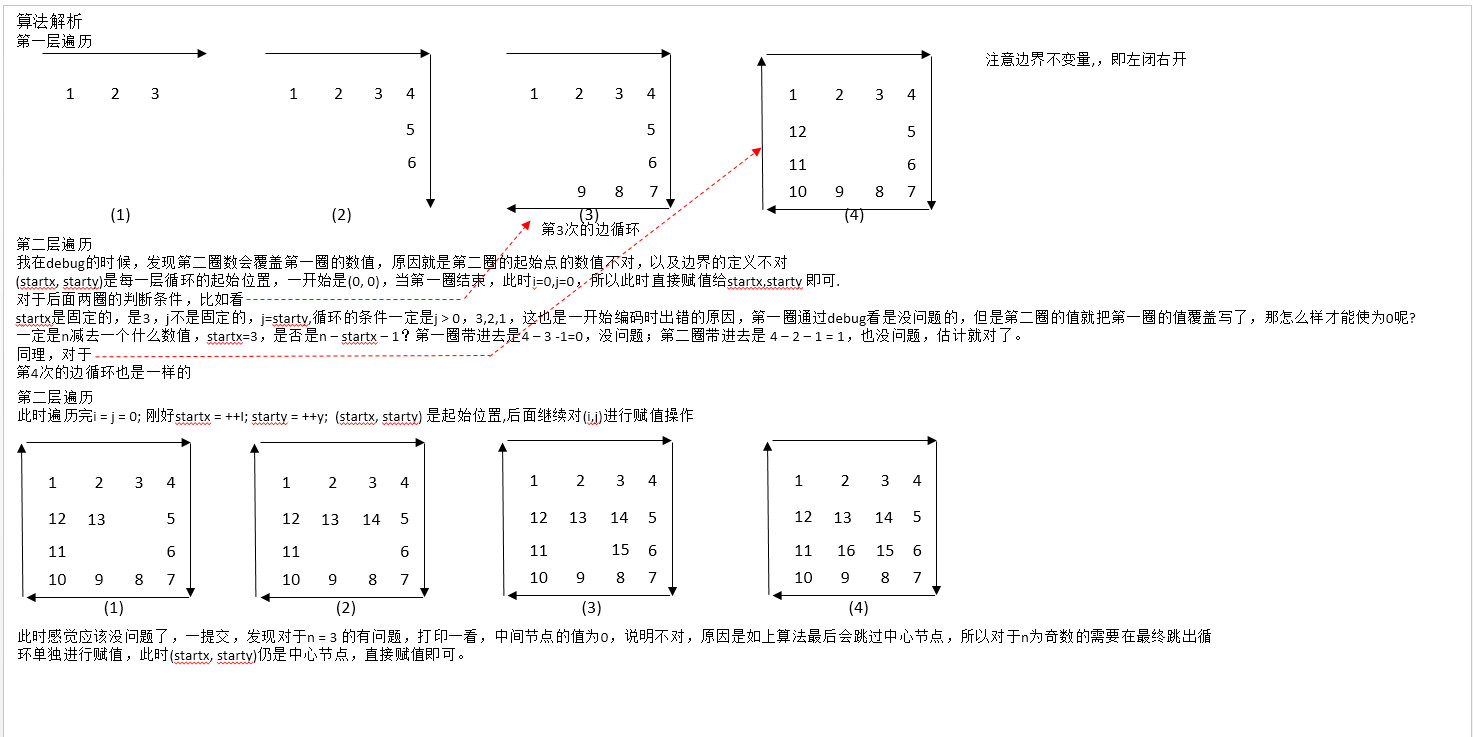 算法解析
第一层遍历
注意边界不变量,，即左闭右开
1 2 3
1 2 3 4
5
6
1 2 3 4
5
6
9 8 7
1 2 3 4
12 5
11 6
10 9 8 7
(1) (2) (3) (4)
第3次的边循环
第二层遍历
我在debug的时候，发现第二圈数会覆盖第一圈的数值，原因就是第二圈的起始点的数值不对，以及边界的定义不对
(startx, starty)是每一层循环的起始位置，一开始是(0, 0)，当第一圈结束，此时i=0,j=0，所以此时直接赋值给startx,starty 即可.
对于后面两圈的判断条件，比如看
startx是固定的，是3，j不是固定的，j=starty,循环的条件一定是j > 0，3,2,1，这也是一开始编码时出错的原因，第一圈通过debug看是没问题的，但是第二圈的值就把第一圈的值覆盖写了，那怎么样才能使为0呢?
一定是n减去一个什么数值，startx=3，是否是n – startx – 1？第一圈带进去是4 – 3 -1=0，没问题；第二圈带进去是 4 – 2 – 1 = 1，也没问题，估计就对了。
同理，对于
第4次的边循环也是一样的
第二层遍历
此时遍历完i = j = 0; 刚好startx = ++I; starty = ++y; (startx, starty) 是起始位置,后面继续对(i,j)进行赋值操作
1 2 3 4
12 13 5
11 6
10 9 8 7
(1)
1 2 3 4
12 13 14 5
11 6
10 9 8 7
(2)
1 2 3 4
12 13 14 5
11 15 6
10 9 8 7
(3)
1 2 3 4
12 13 14 5
11 16 15 6
10 9 8 7
(4)
此时感觉应该没问题了，一提交，发现对于n = 3 的有问题，打印一看，中间节点的值为0，说明不对，原因是如上算法最后会跳过中心节点，所以对于n为奇数的需要在最终跳出循
环单独进行赋值，此时(startx, starty)仍是中心节点，直接赋值即可。